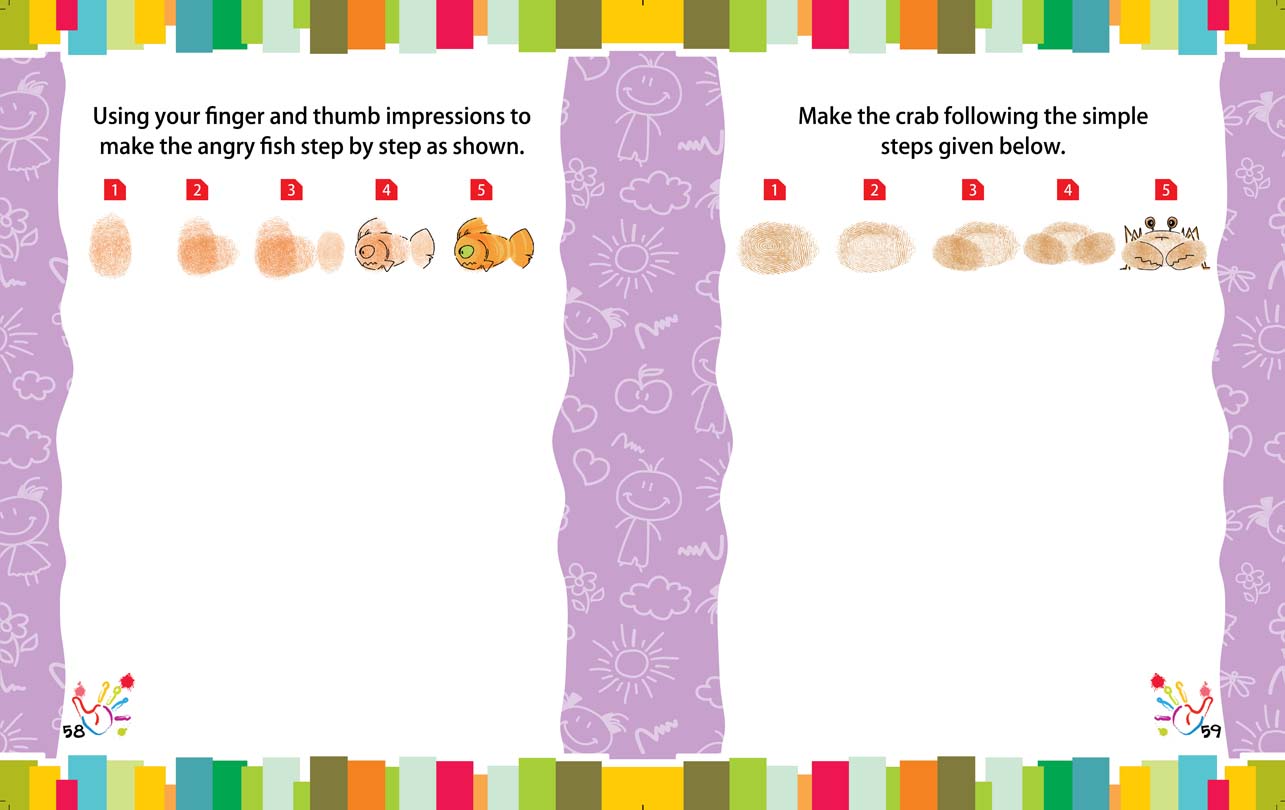 Using your finger and thumb impressions to
make the angry fish step by step as shown.
1 2 3 4 5
58
Make the crab following the simple
steps given below.
1 2 3 4 5
59